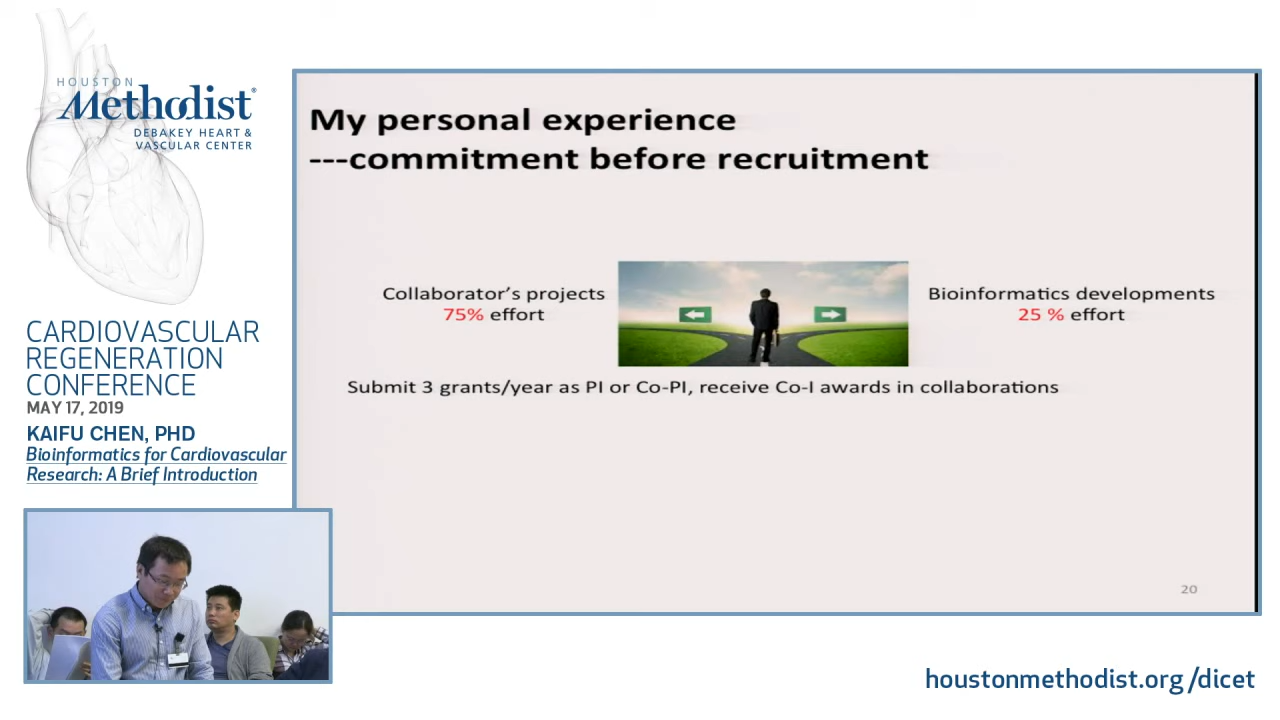 HOUSTON
Methodist®
DEBAKEY HEART &
VASCULAR CENTER
CARDIOVASCULAR
REGENERATION
CONFERENCE
MAY 17, 2019
KAIFU CHEN, PHD
Bioinformatics for Cardiovascular
Research: A Brief Introduction
My personal experience
---commitment before recruitment
Collaborator's projects
75% effort
Bioinformatics developments
25 % effort
Submit 3 grants/year as PI or Co-PI, receive Co-I awards in collaborations
20
houstonmethodist.org/dicet